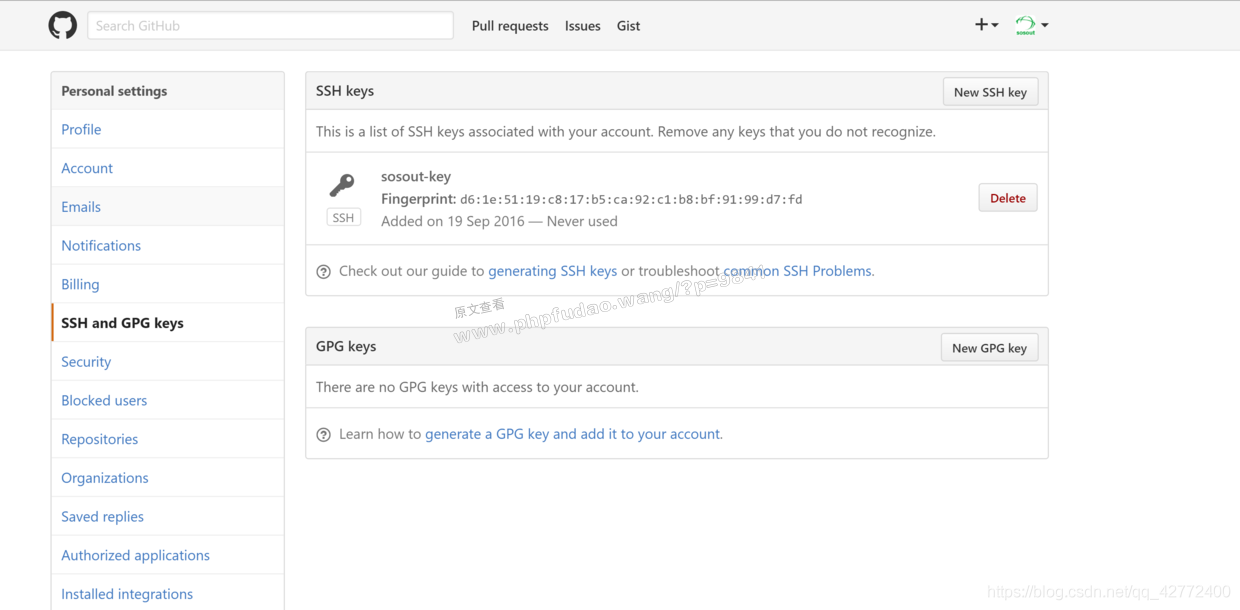 Search GitHub
Pull requests Issues Gist
sosout
Personal settings
Profile
Account
Emails
Notifications
Billing
SSH and GPG keys
Security
Blocked users
Repositories
Organizations
Saved replies
Authorized applications
Installed integrations
SSH keys
New SSH key
This is a list of SSH keys associated with your account. Remove any keys that you do not recognize.
sosout-key
Fingerprint: d6:1e:51:19:c8:17:b5:ca:92:c1:b8:bf:91:99:d7:fd
SSH
Added on 19 Sep 2016 — Never used
Delete
Check out our guide to generating SSH keys or troubleshoot common SSH Problems.
原文查看
GPG keys
New GPG key
There are no GPG keys with access to your account.
Learn how to generate a GPG key and add it to your account.
https://blog.csdn.net/qq_42772400